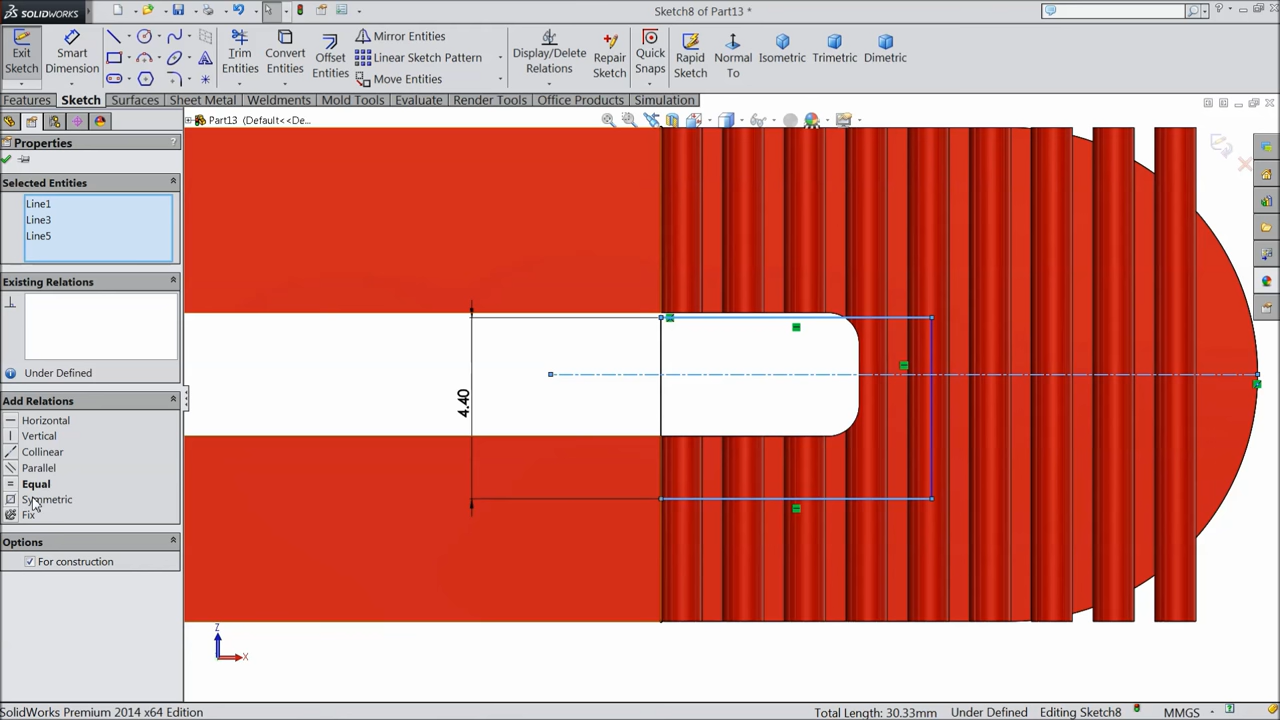 SOLIDWORKS
Sketch8 of Part13 *
Exit Sketch
Smart Dimension
Trim Entities
Convert Entities
Offset Entities
Mirror Entities
Linear Sketch Pattern
Move Entities
Display/Delete Relations
Repair Sketch
Quick Snaps
Rapid Sketch
Normal To
Isometric
Trimetric
Dimetric
Features
Sketch
Surfaces
Sheet Metal
Weldments
Mold Tools
Evaluate
Render Tools
Office Products
Simulation
Part13 (Default<<De...
Properties
?
Selected Entities
Line1
Line3
Line5
Existing Relations
Under Defined
Add Relations
Horizontal
Vertical
Collinear
Parallel
Equal
Symmetric
Fix
Options
For construction
4.40
Z
X
SolidWorks Premium 2014 x64 Edition
Total Length: 30.33mm
Under Defined
Editing Sketch8
MMGS